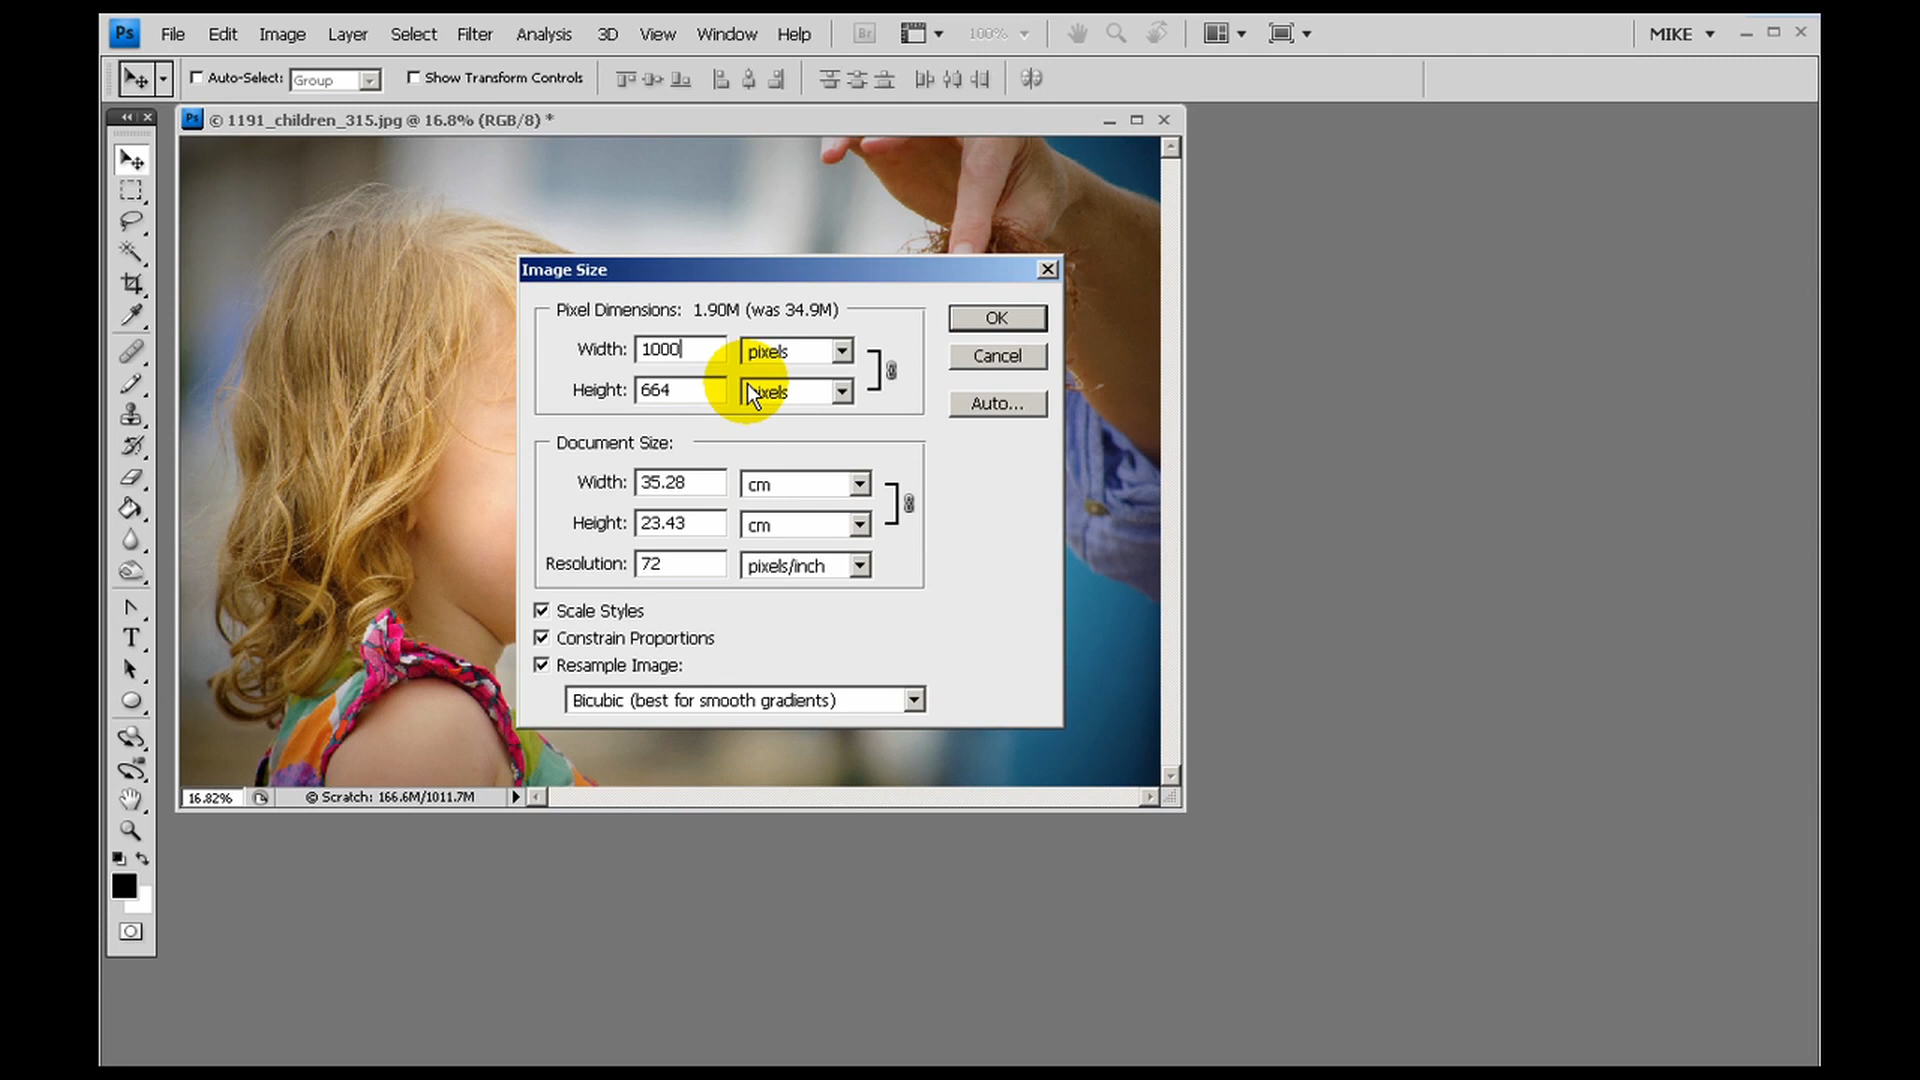 Ps File Edit Image Layer Select Filter Analysis 3D View Window Help Br 100% MIKE
Auto-Select: Group Show Transform Controls
Ps © 1191_children_315.jpg @ 16.8% (RGB/8) *
Image Size
Pixel Dimensions: 1.90M (was 34.9M)
OK
Width: 1000 pixels
Cancel
Height: 664 pixels
Auto...
Document Size:
Width: 35.28 cm
Height: 23.43 cm
Resolution: 72 pixels/inch
Scale Styles
Constrain Proportions
Resample Image:
Bicubic (best for smooth gradients)
T
16.82% © Scratch: 166.6M/1011.7M